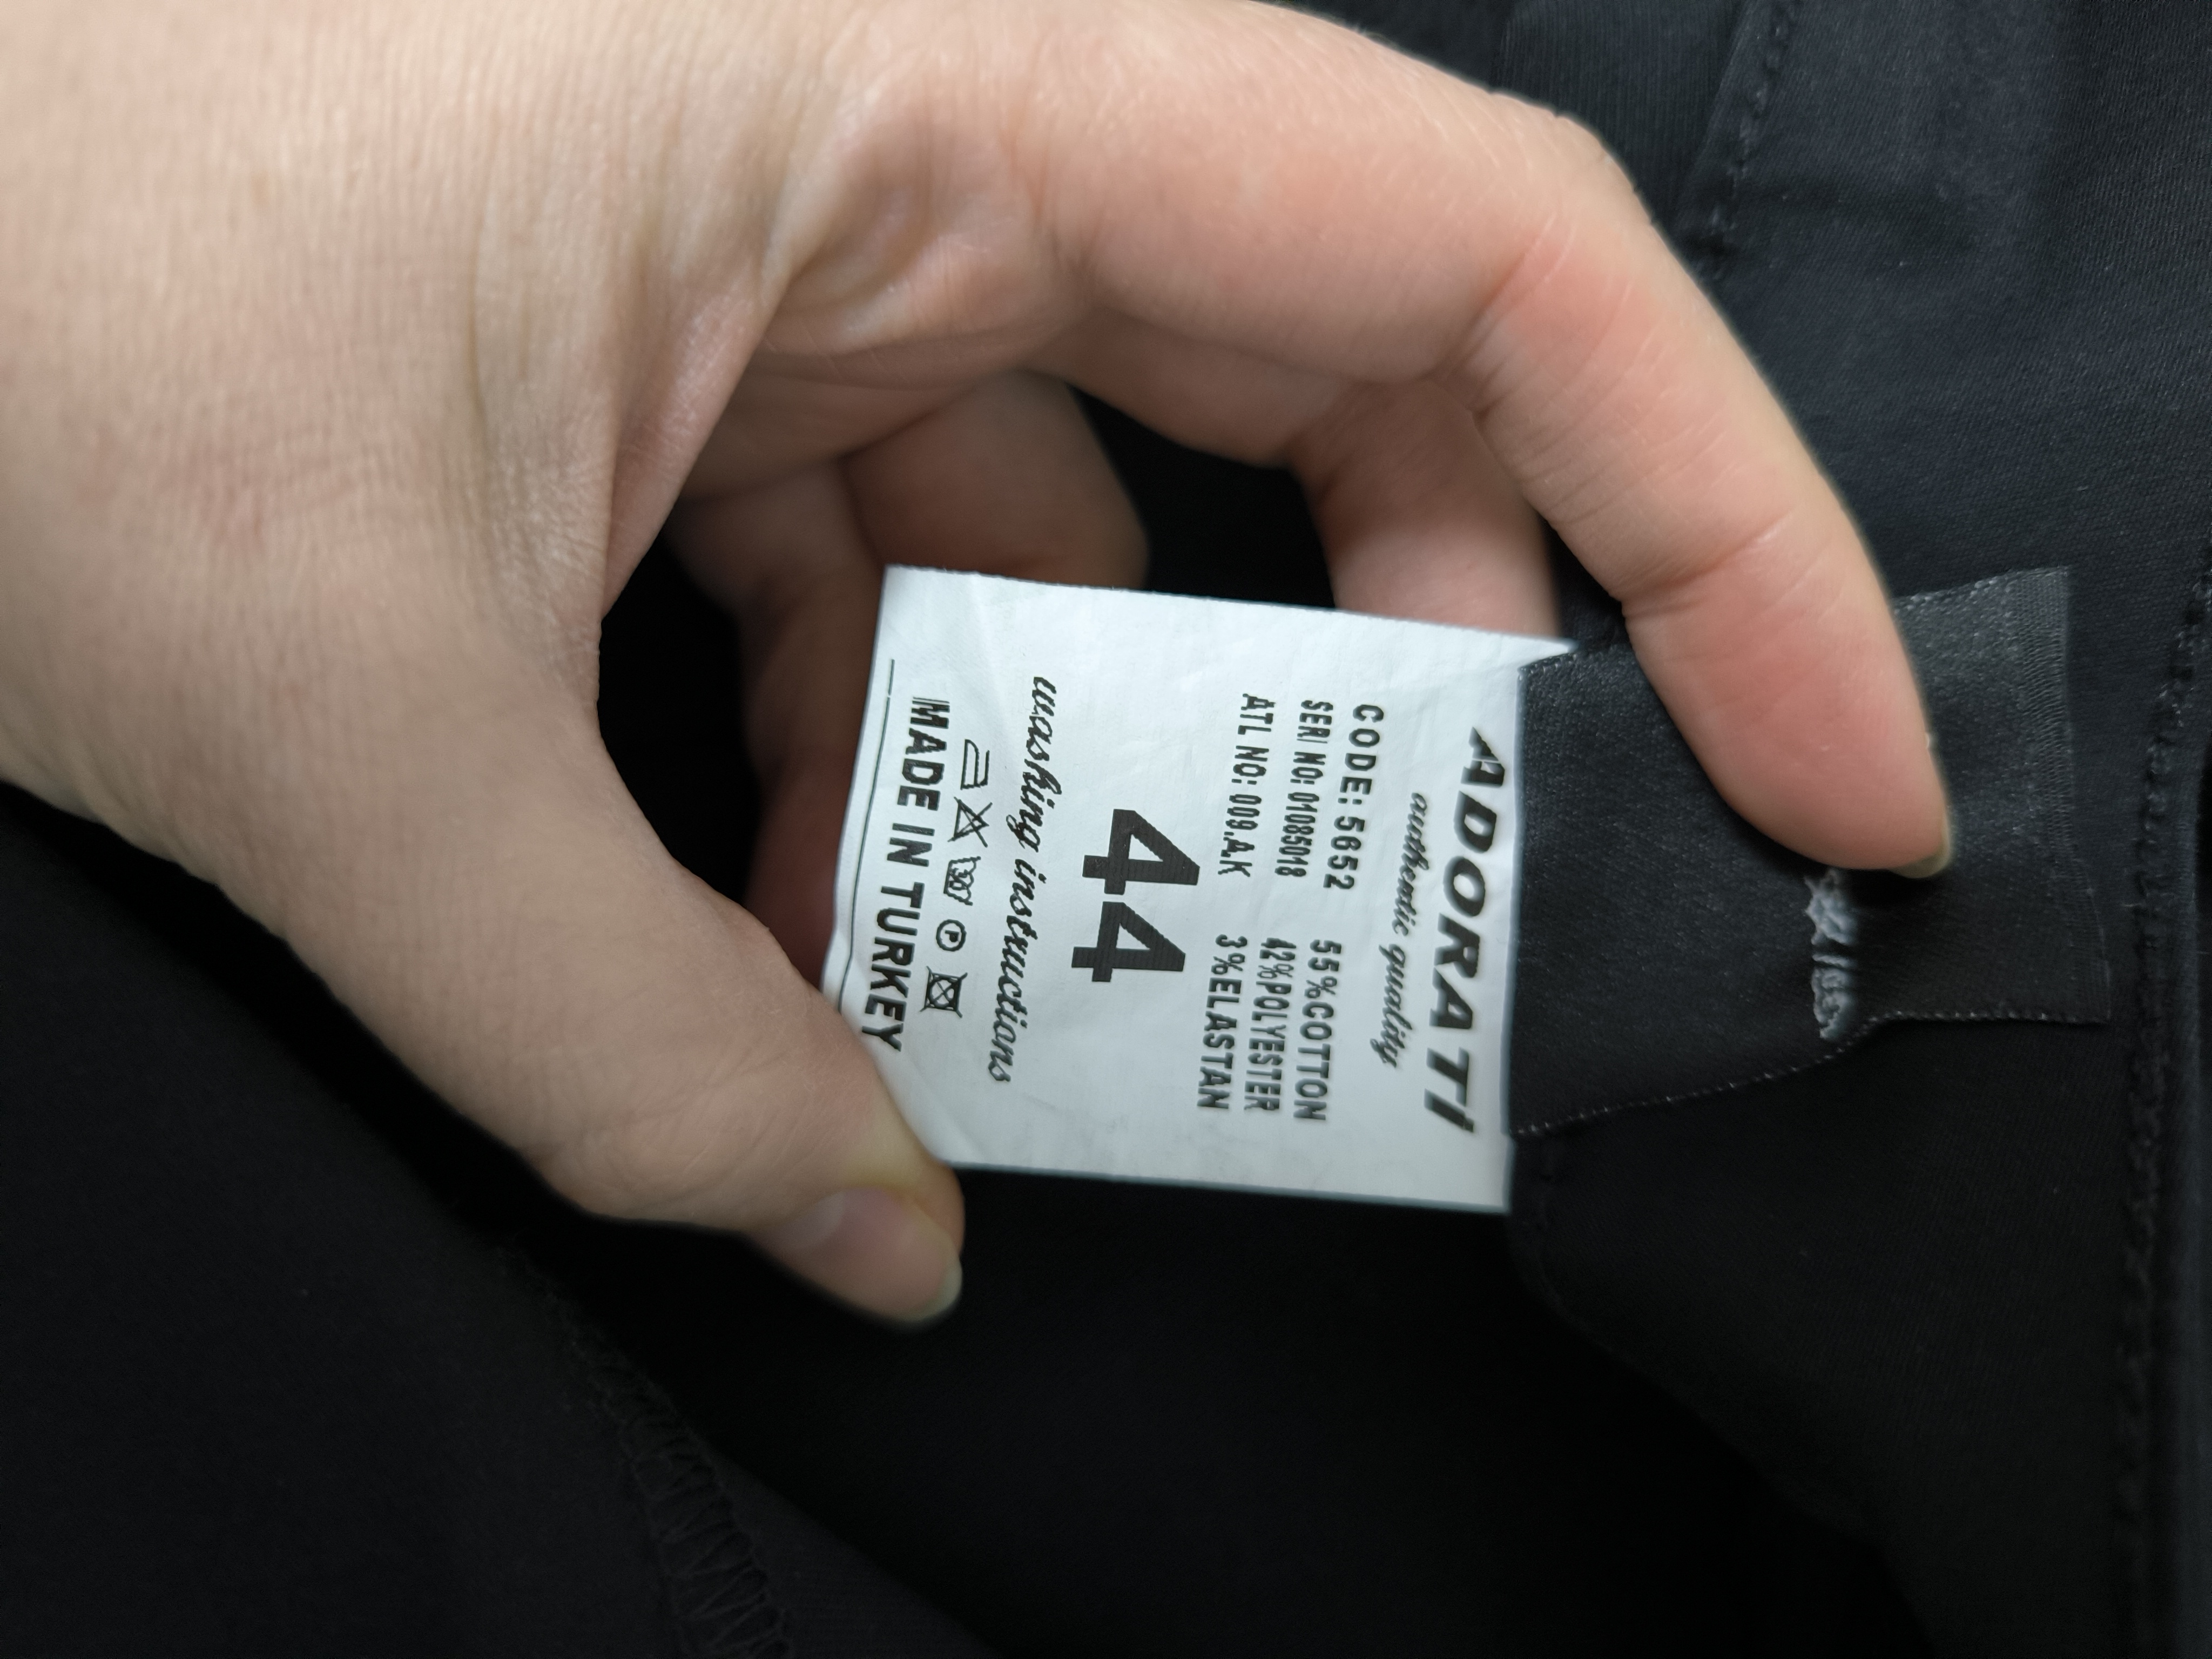 ADORATI
authentic quality
CODE: 5652
SERI NO: 01085018
ATL NO: 009.A.K
55%COTTON
42%POLYESTER
3%ELASTAN
44
washing instructions
30
P
MADE IN TURKEY